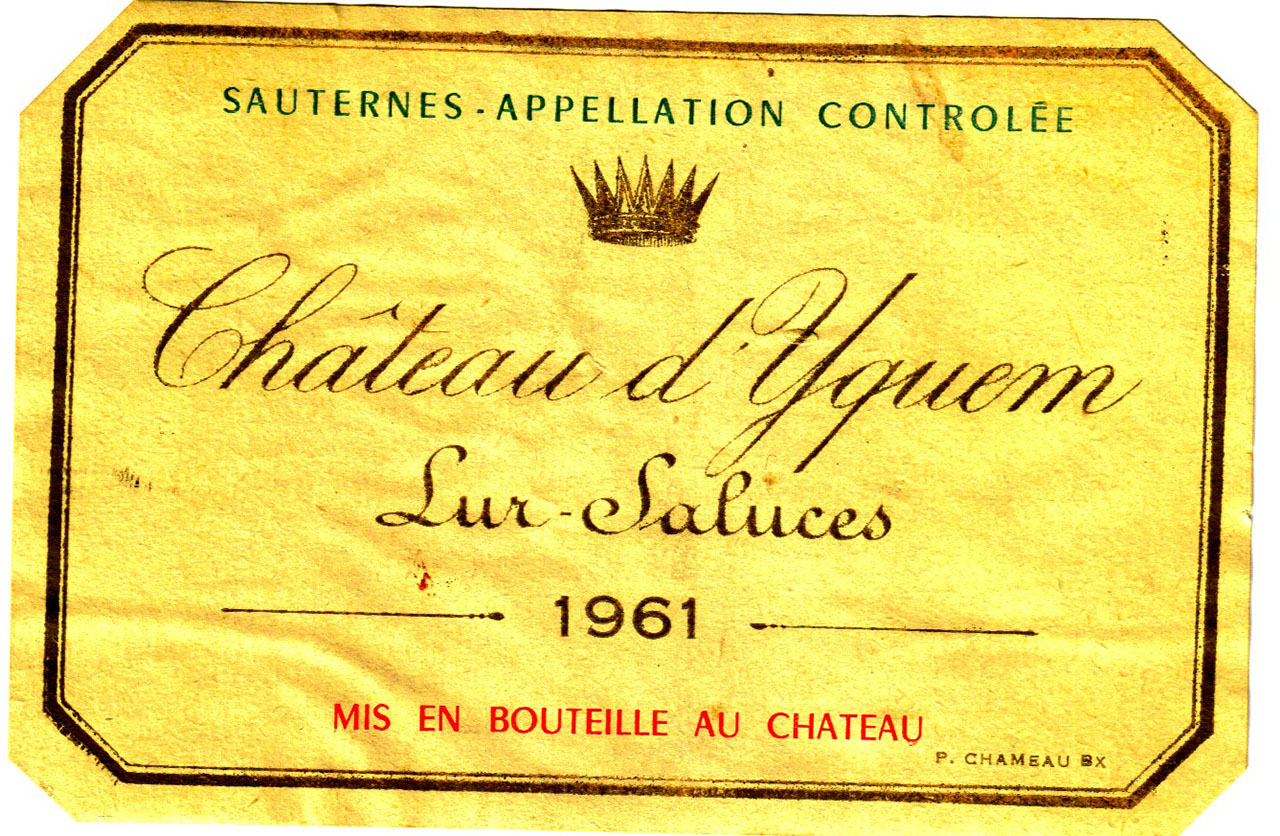 SAUTERNES - APPELLATION CONTROLÉE
Château d'Yquem
Lur-Saluces
1961
MIS EN BOUTEILLE AU CHATEAU
P. CHAMEAU BX